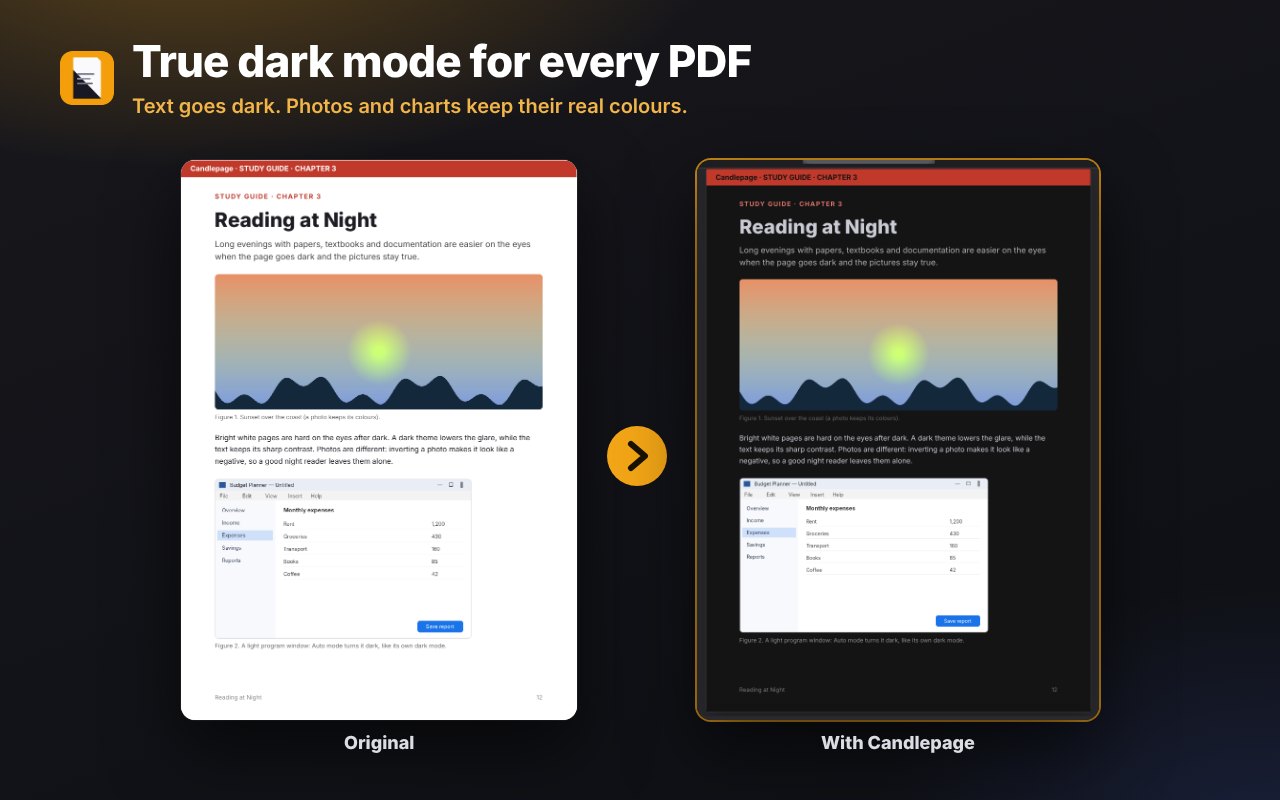 True dark mode for every PDF
Text goes dark. Photos and charts keep their real colours.
Candlepage · STUDY GUIDE · CHAPTER 3
STUDY GUIDE · CHAPTER 3
Reading at Night
Long evenings with papers, textbooks and documentation are easier on the eyes
when the page goes dark and the pictures stay true.
Figure 1. Sunset over the coast (a photo keeps its colours).
Bright white pages are hard on the eyes after dark. A dark theme lowers the glare, while the
text keeps its sharp contrast. Photos are different: inverting a photo makes it look like a
negative, so a good night reader leaves them alone.
Budget Planner — Untitled
File Edit View Insert Help
Overview
Income
Expenses
Savings
Reports
Monthly expenses
Rent 1,200
Groceries 430
Transport 160
Books 85
Coffee 42
Save report
Figure 2. A light program window: Auto mode turns it dark, like its own dark mode.
Reading at Night 12
Original
Candlepage · STUDY GUIDE · CHAPTER 3
STUDY GUIDE · CHAPTER 3
Reading at Night
Long evenings with papers, textbooks and documentation are easier on the eyes
when the page goes dark and the pictures stay true.
Figure 1. Sunset over the coast (a photo keeps its colours).
Bright white pages are hard on the eyes after dark. A dark theme lowers the glare, while the
text keeps its sharp contrast. Photos are different: inverting a photo makes it look like a
negative, so a good night reader leaves them alone.
Budget Planner — Untitled
File Edit View Insert Help
Overview
Income
Expenses
Savings
Reports
Monthly expenses
Rent 1,200
Groceries 430
Transport 160
Books 85
Coffee 42
Save report
Figure 2. A light program window: Auto mode turns it dark, like its own dark mode.
Reading at Night 12
With Candlepage